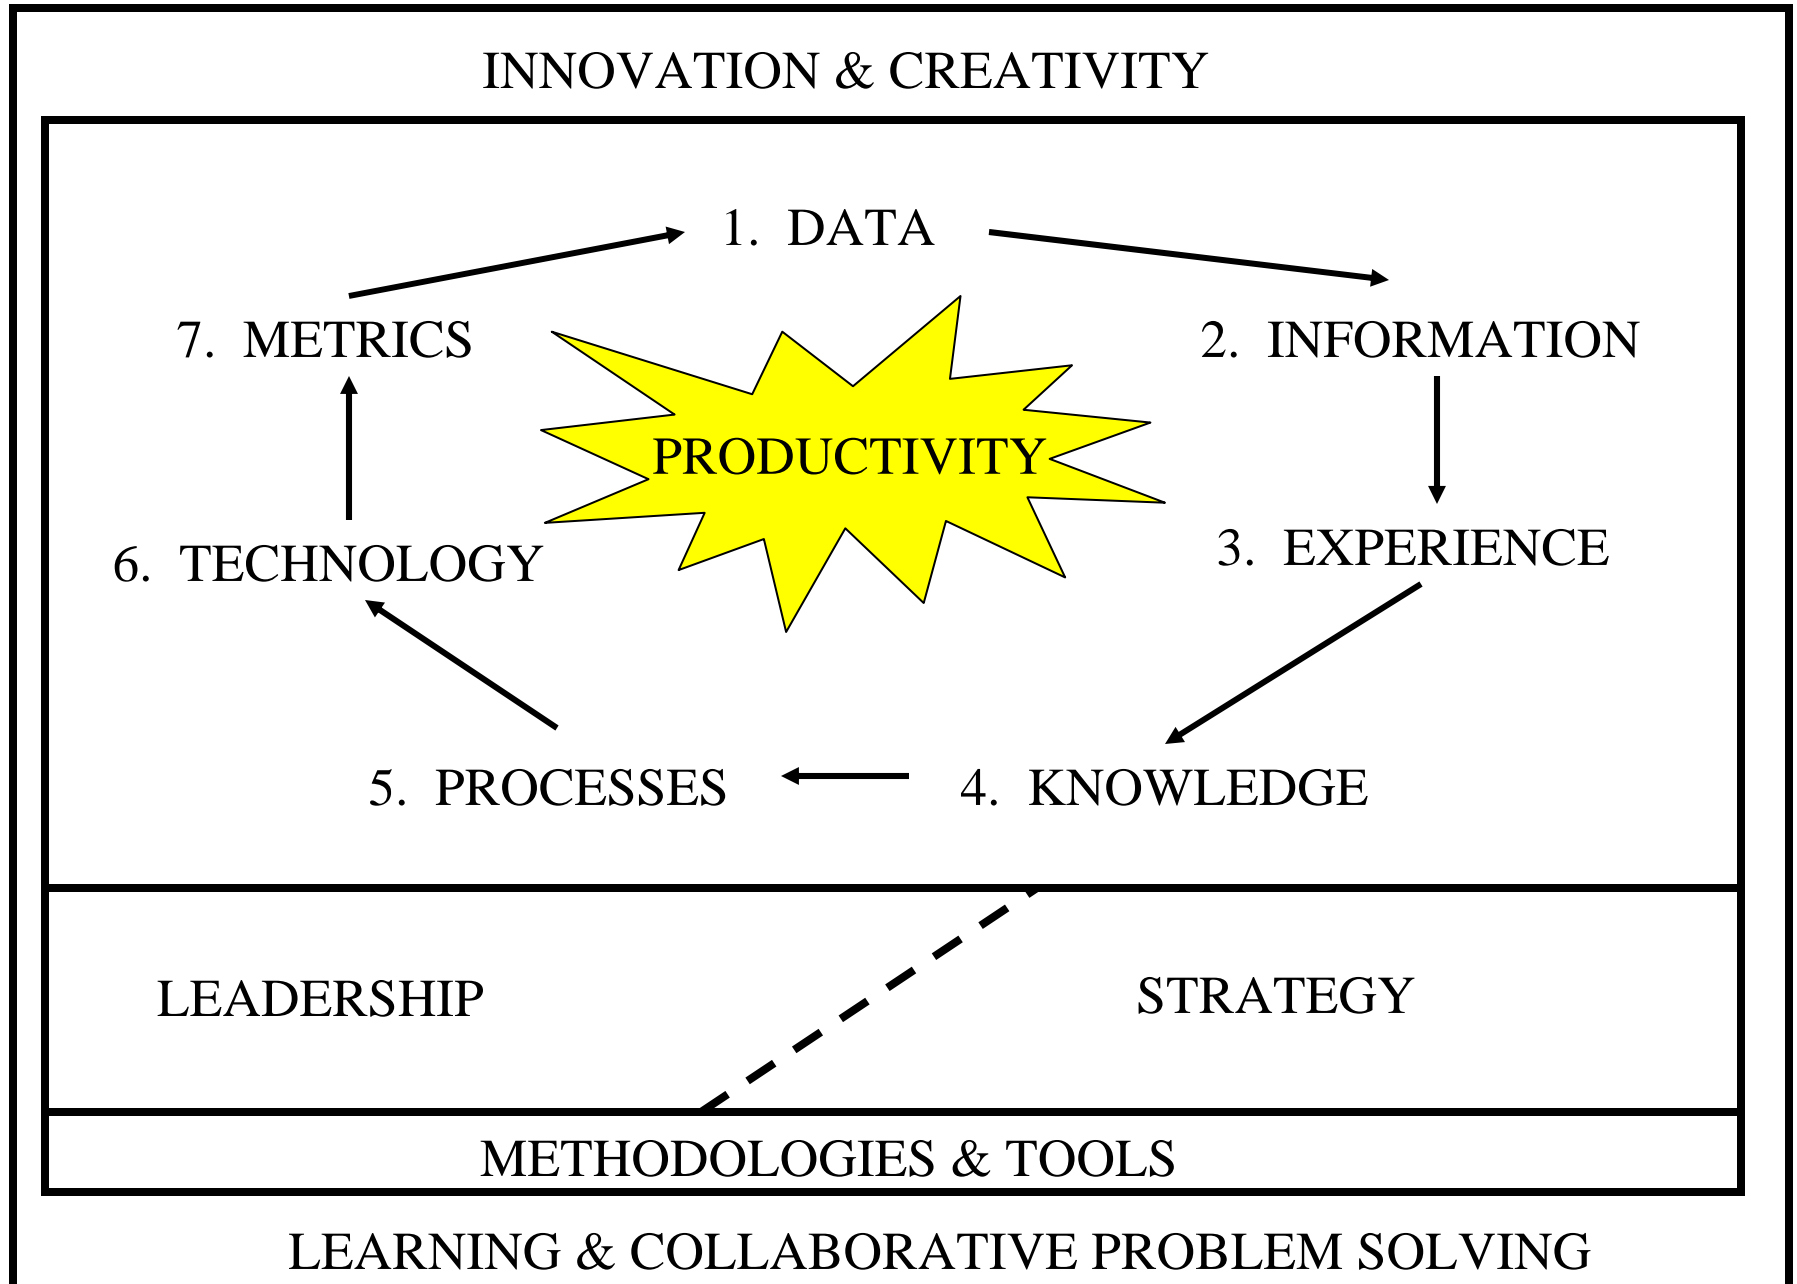 INNOVATION & CREATIVITY
1. DATA
7. METRICS
2. INFORMATION
PRODUCTIVITY
3. EXPERIENCE
6. TECHNOLOGY
5. PROCESSES
4. KNOWLEDGE
LEADERSHIP
STRATEGY
METHODOLOGIES & TOOLS
LEARNING & COLLABORATIVE PROBLEM SOLVING